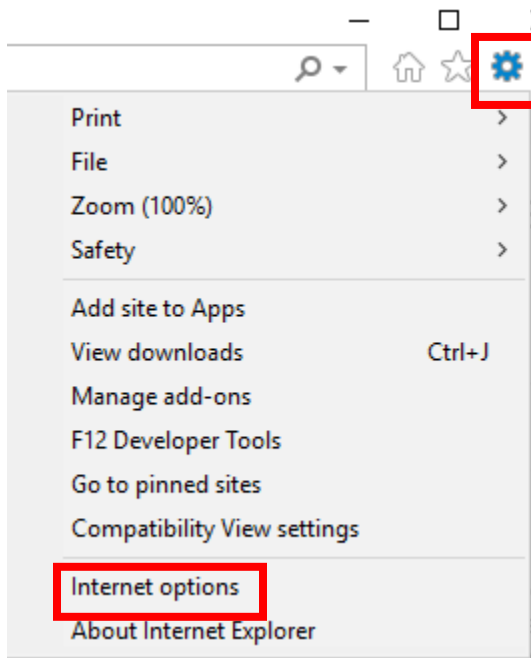 Print
File
Zoom (100%)
Safety
Add site to Apps
View downloads Ctrl+J
Manage add-ons
F12 Developer Tools
Go to pinned sites
Compatibility View settings
Internet options
About Internet Explorer